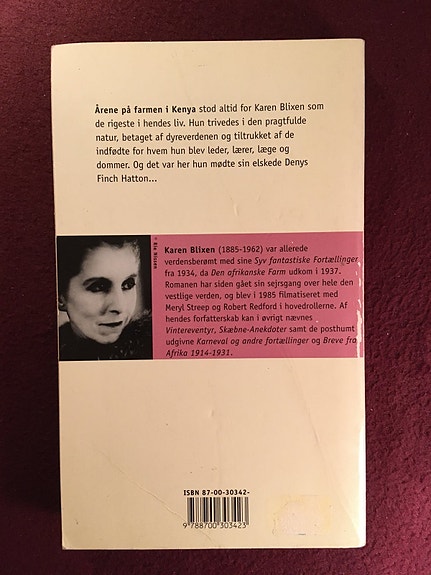 Årene på farmen i Kenya stod altid for Karen Blixen som
de rigeste i hendes liv. Hun trivedes i den pragtfulde
natur, betaget af dyreverdenen og tiltrukket af de
indfødte for hvem hun blev leder, lærer, læge og
dommer. Og det var her hun mødte sin elskede Denys
Finch Hatton...
© Rie Nissen
Karen Blixen (1885-1962) var allerede
verdensberømt med sine Syv fantastiske Fortællinger
fra 1934, da Den afrikanske Farm udkom i 1937.
Romanen har siden gået sin sejrsgang over hele den
vestlige verden, og blev i 1985 filmatiseret med
Meryl Streep og Robert Redford i hovedrollerne. Af
hendes forfatterskab kan i øvrigt nævnes
Vintereventyr, Skæbne-Anekdoter samt de posthumt
udgivne Karneval og andre fortællinger og Breve fra
Afrika 1914-1931.
ISBN 87-00-30342-
9 788700 303423